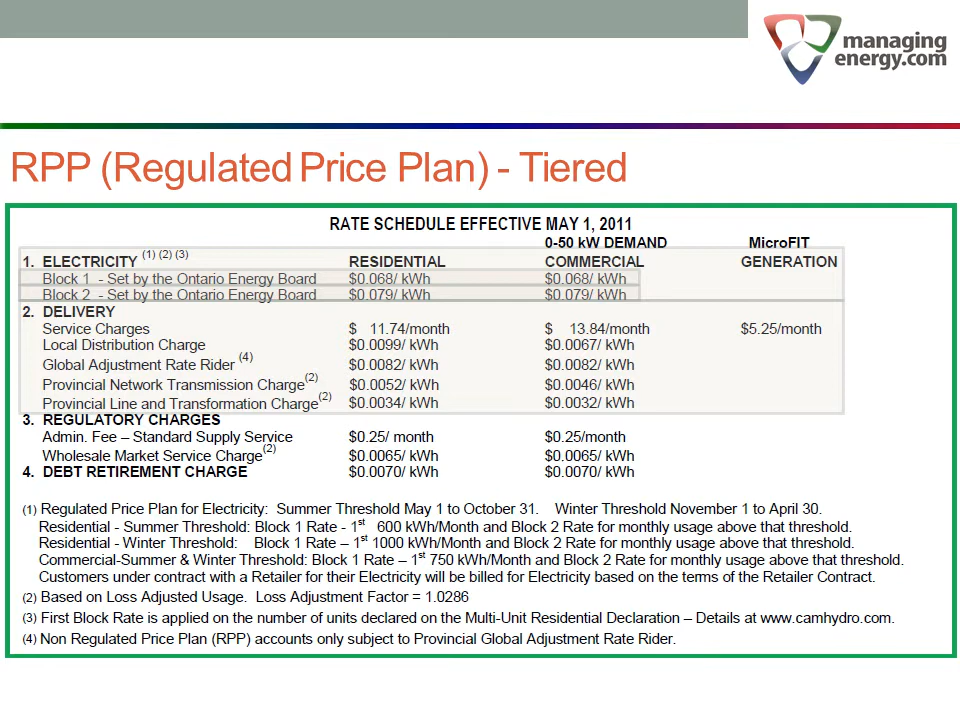 managing
energy.com
RPP (Regulated Price Plan) - Tiered
RATE SCHEDULE EFFECTIVE MAY 1, 2011
0-50 kW DEMAND MicroFIT
1. ELECTRICITY (1) (2) (3) RESIDENTIAL COMMERCIAL GENERATION
Block 1 - Set by the Ontario Energy Board $0.068/ kWh $0.068/ kWh
Block 2 - Set by the Ontario Energy Board $0.079/ kWh $0.079/ kWh
2. DELIVERY
Service Charges $ 11.74/month $ 13.84/month $5.25/month
Local Distribution Charge $0.0099/ kWh $0.0067/ kWh
Global Adjustment Rate Rider (4) $0.0082/ kWh $0.0082/ kWh
Provincial Network Transmission Charge(2) $0.0052/ kWh $0.0046/ kWh
Provincial Line and Transformation Charge(2) $0.0034/ kWh $0.0032/ kWh
3. REGULATORY CHARGES
Admin. Fee – Standard Supply Service $0.25/ month $0.25/month
Wholesale Market Service Charge(2) $0.0065/ kWh $0.0065/ kWh
4. DEBT RETIREMENT CHARGE $0.0070/ kWh $0.0070/ kWh
(1) Regulated Price Plan for Electricity: Summer Threshold May 1 to October 31. Winter Threshold November 1 to April 30.
Residential - Summer Threshold: Block 1 Rate - 1st 600 kWh/Month and Block 2 Rate for monthly usage above that threshold.
Residential - Winter Threshold: Block 1 Rate – 1st 1000 kWh/Month and Block 2 Rate for monthly usage above that threshold.
Commercial-Summer & Winter Threshold: Block 1 Rate – 1st 750 kWh/Month and Block 2 Rate for monthly usage above that threshold.
Customers under contract with a Retailer for their Electricity will be billed for Electricity based on the terms of the Retailer Contract.
(2) Based on Loss Adjusted Usage. Loss Adjustment Factor = 1.0286
(3) First Block Rate is applied on the number of units declared on the Multi-Unit Residential Declaration – Details at www.camhydro.com.
(4) Non Regulated Price Plan (RPP) accounts only subject to Provincial Global Adjustment Rate Rider.